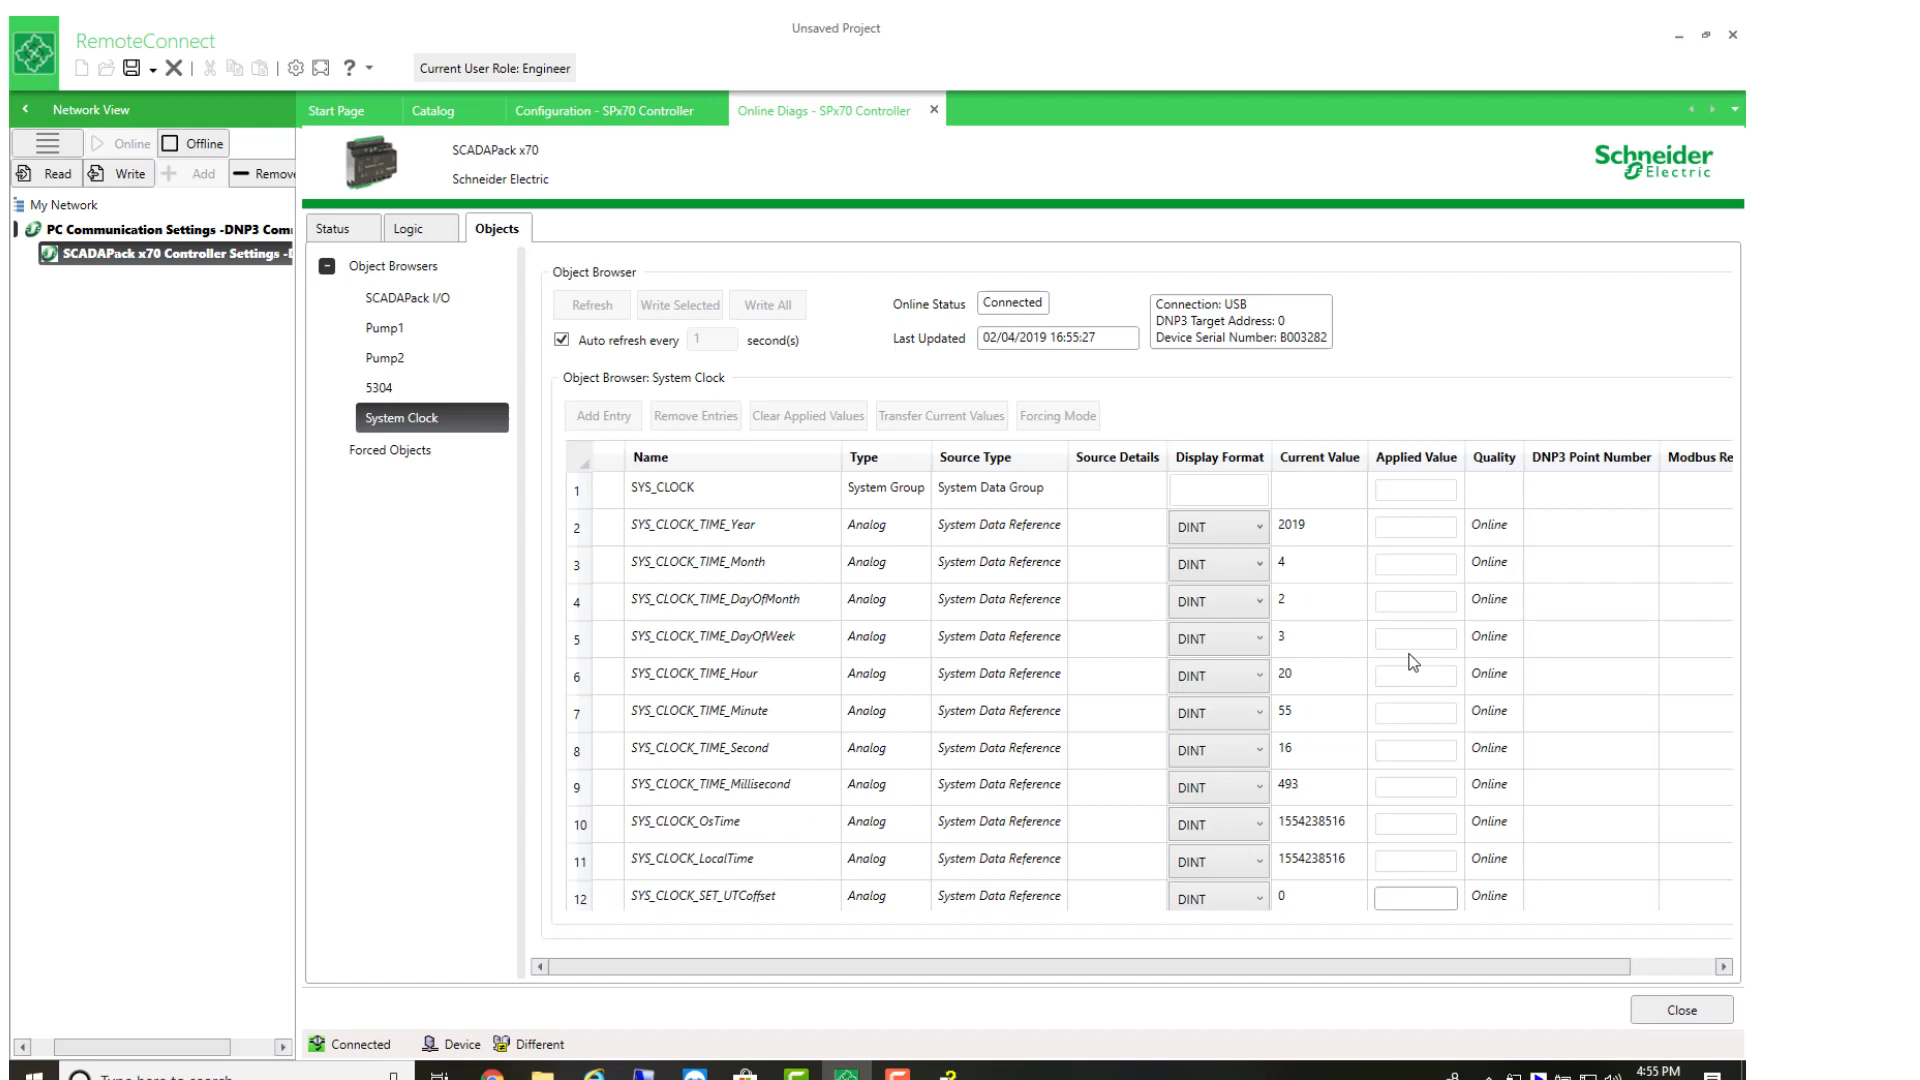 Unsaved Project
RemoteConnect
Current User Role: Engineer
Network View
Start Page
Catalog
Configuration - SPx70 Controller
Online Diags - SPx70 Controller
Online
Offline
Read
Write
Add
Remove
My Network
PC Communication Settings -DNP3 Com
SCADAPack x70 Controller Settings -
SCADAPack x70
Schneider Electric
Schneider
Electric
Status
Logic
Objects
Object Browsers
SCADAPack I/O
Pump1
Pump2
5304
System Clock
Forced Objects
Object Browser
Refresh
Write Selected
Write All
Online Status
Connected
Connection: USB
DNP3 Target Address: 0
Device Serial Number: B003282
Auto refresh every 1 second(s)
Last Updated
02/04/2019 16:55:27
Object Browser: System Clock
Add Entry
Remove Entries
Clear Applied Values
Transfer Current Values
Forcing Mode
Name Type Source Type Source Details Display Format Current Value Applied Value Quality DNP3 Point Number Modbus Re
1 SYS_CLOCK System Group System Data Group
2 SYS_CLOCK_TIME_Year Analog System Data Reference DINT 2019 Online
3 SYS_CLOCK_TIME_Month Analog System Data Reference DINT 4 Online
4 SYS_CLOCK_TIME_DayOfMonth Analog System Data Reference DINT 2 Online
5 SYS_CLOCK_TIME_DayOfWeek Analog System Data Reference DINT 3 Online
6 SYS_CLOCK_TIME_Hour Analog System Data Reference DINT 20 Online
7 SYS_CLOCK_TIME_Minute Analog System Data Reference DINT 55 Online
8 SYS_CLOCK_TIME_Second Analog System Data Reference DINT 16 Online
9 SYS_CLOCK_TIME_Millisecond Analog System Data Reference DINT 493 Online
10 SYS_CLOCK_OsTime Analog System Data Reference DINT 1554238516 Online
11 SYS_CLOCK_LocalTime Analog System Data Reference DINT 1554238516 Online
12 SYS_CLOCK_SET_UTCoffset Analog System Data Reference DINT 0 Online
Close
Connected
Device
Different
Type here to search
4:55 PM